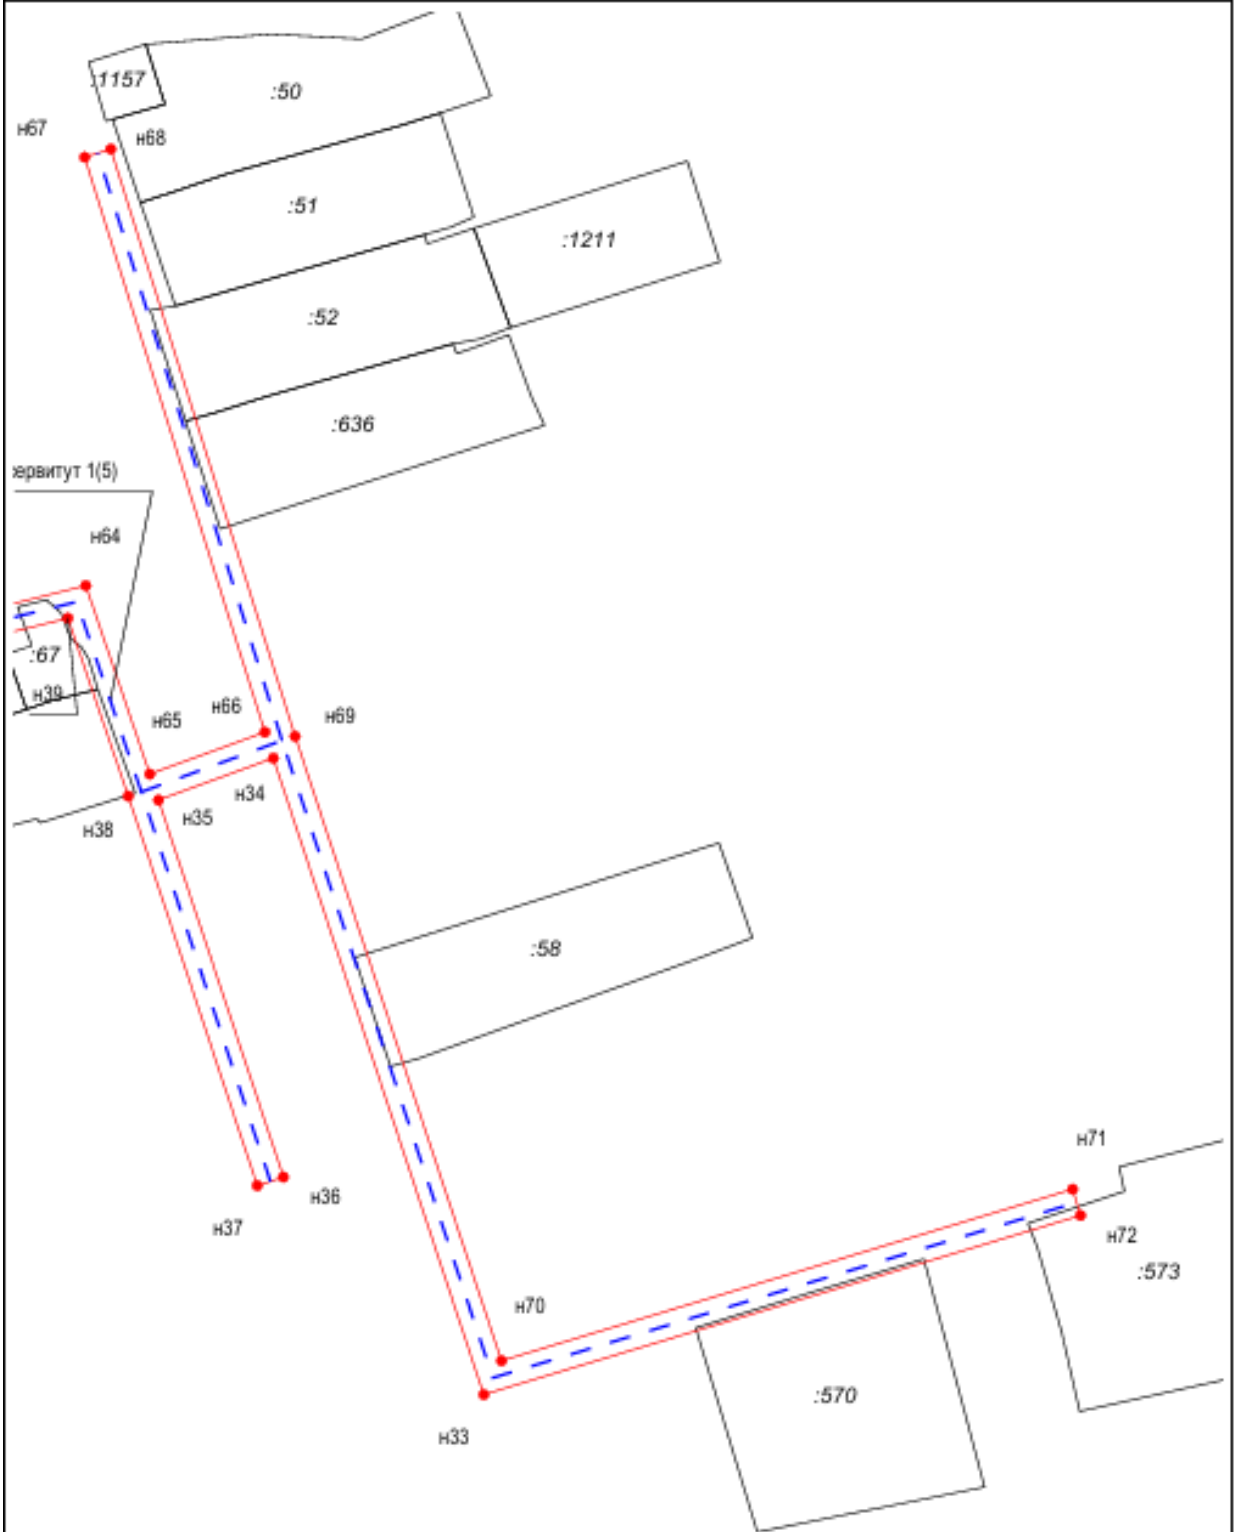 :1157
:50
н67
н68
:51
:1211
:52
:636
сервитут 1(5)
н64
:67
н39
н66
н69
н65
н34
н35
н38
:58
н71
н36
н37
н72
:573
н70
:570
н33